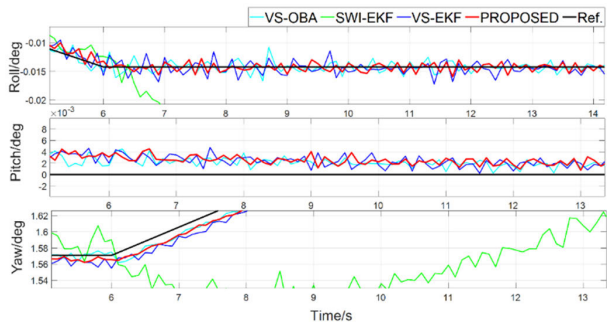 VS-OBA SWI-EKF VS-EKF PROPOSED Ref.
Roll/deg
-0.01
-0.015
-0.02
6 7 8 9 10 11 12 13 14
×10⁻³
Pitch/deg
8
6
4
2
0
-2
6 7 8 9 10 11 12 13
Yaw/deg
1.62
1.6
1.58
1.56
1.54
6 7 8 9 10 11 12 13
Time/s